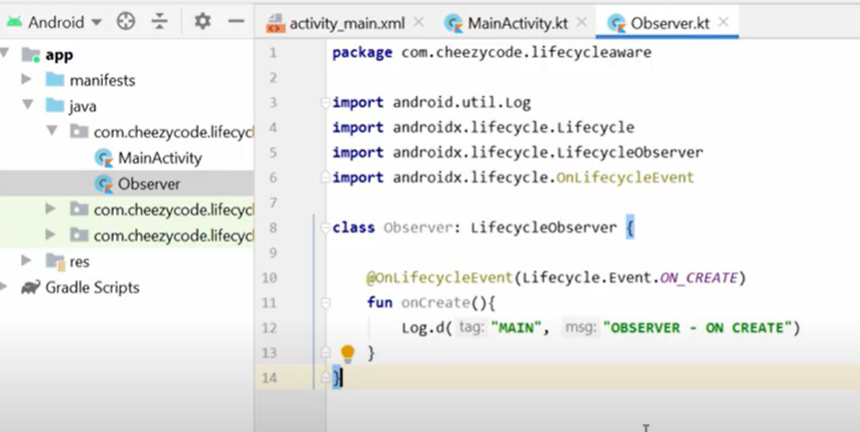 Android
activity_main.xml
MainActivity.kt
Observer.kt
app
manifests
java
com.cheezycode.lifecycl
MainActivity
Observer
com.cheezycode.lifecycl
com.cheezycode.lifecycl
res
Gradle Scripts
1 package com.cheezycode.lifecycleaware
2
3 import android.util.Log
4 import androidx.lifecycle.Lifecycle
5 import androidx.lifecycle.LifecycleObserver
6 import androidx.lifecycle.OnLifecycleEvent
7
8 class Observer: LifecycleObserver {
9
10 @OnLifecycleEvent(Lifecycle.Event.ON_CREATE)
11 fun onCreate(){
12 Log.d( tag: "MAIN", msg: "OBSERVER - ON CREATE")
13 }
14 }